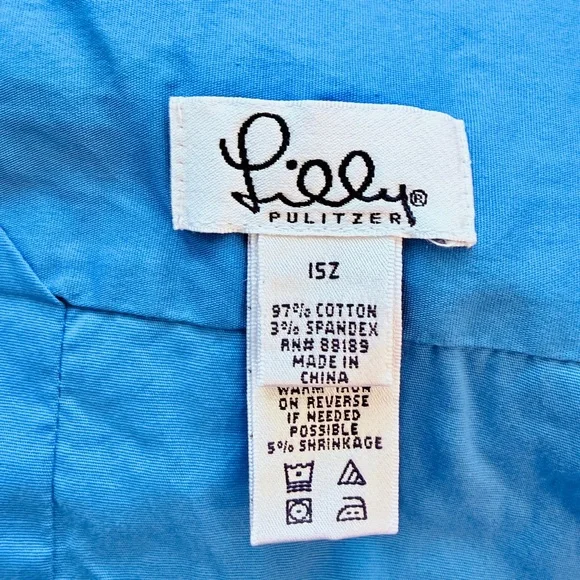 Lilly®
PULITZER
15Z
97% COTTON
3% SPANDEX
RN# 88189
MADE IN
CHINA
WARM IRON
ON REVERSE
IF NEEDED
POSSIBLE
5% SHRINKAGE